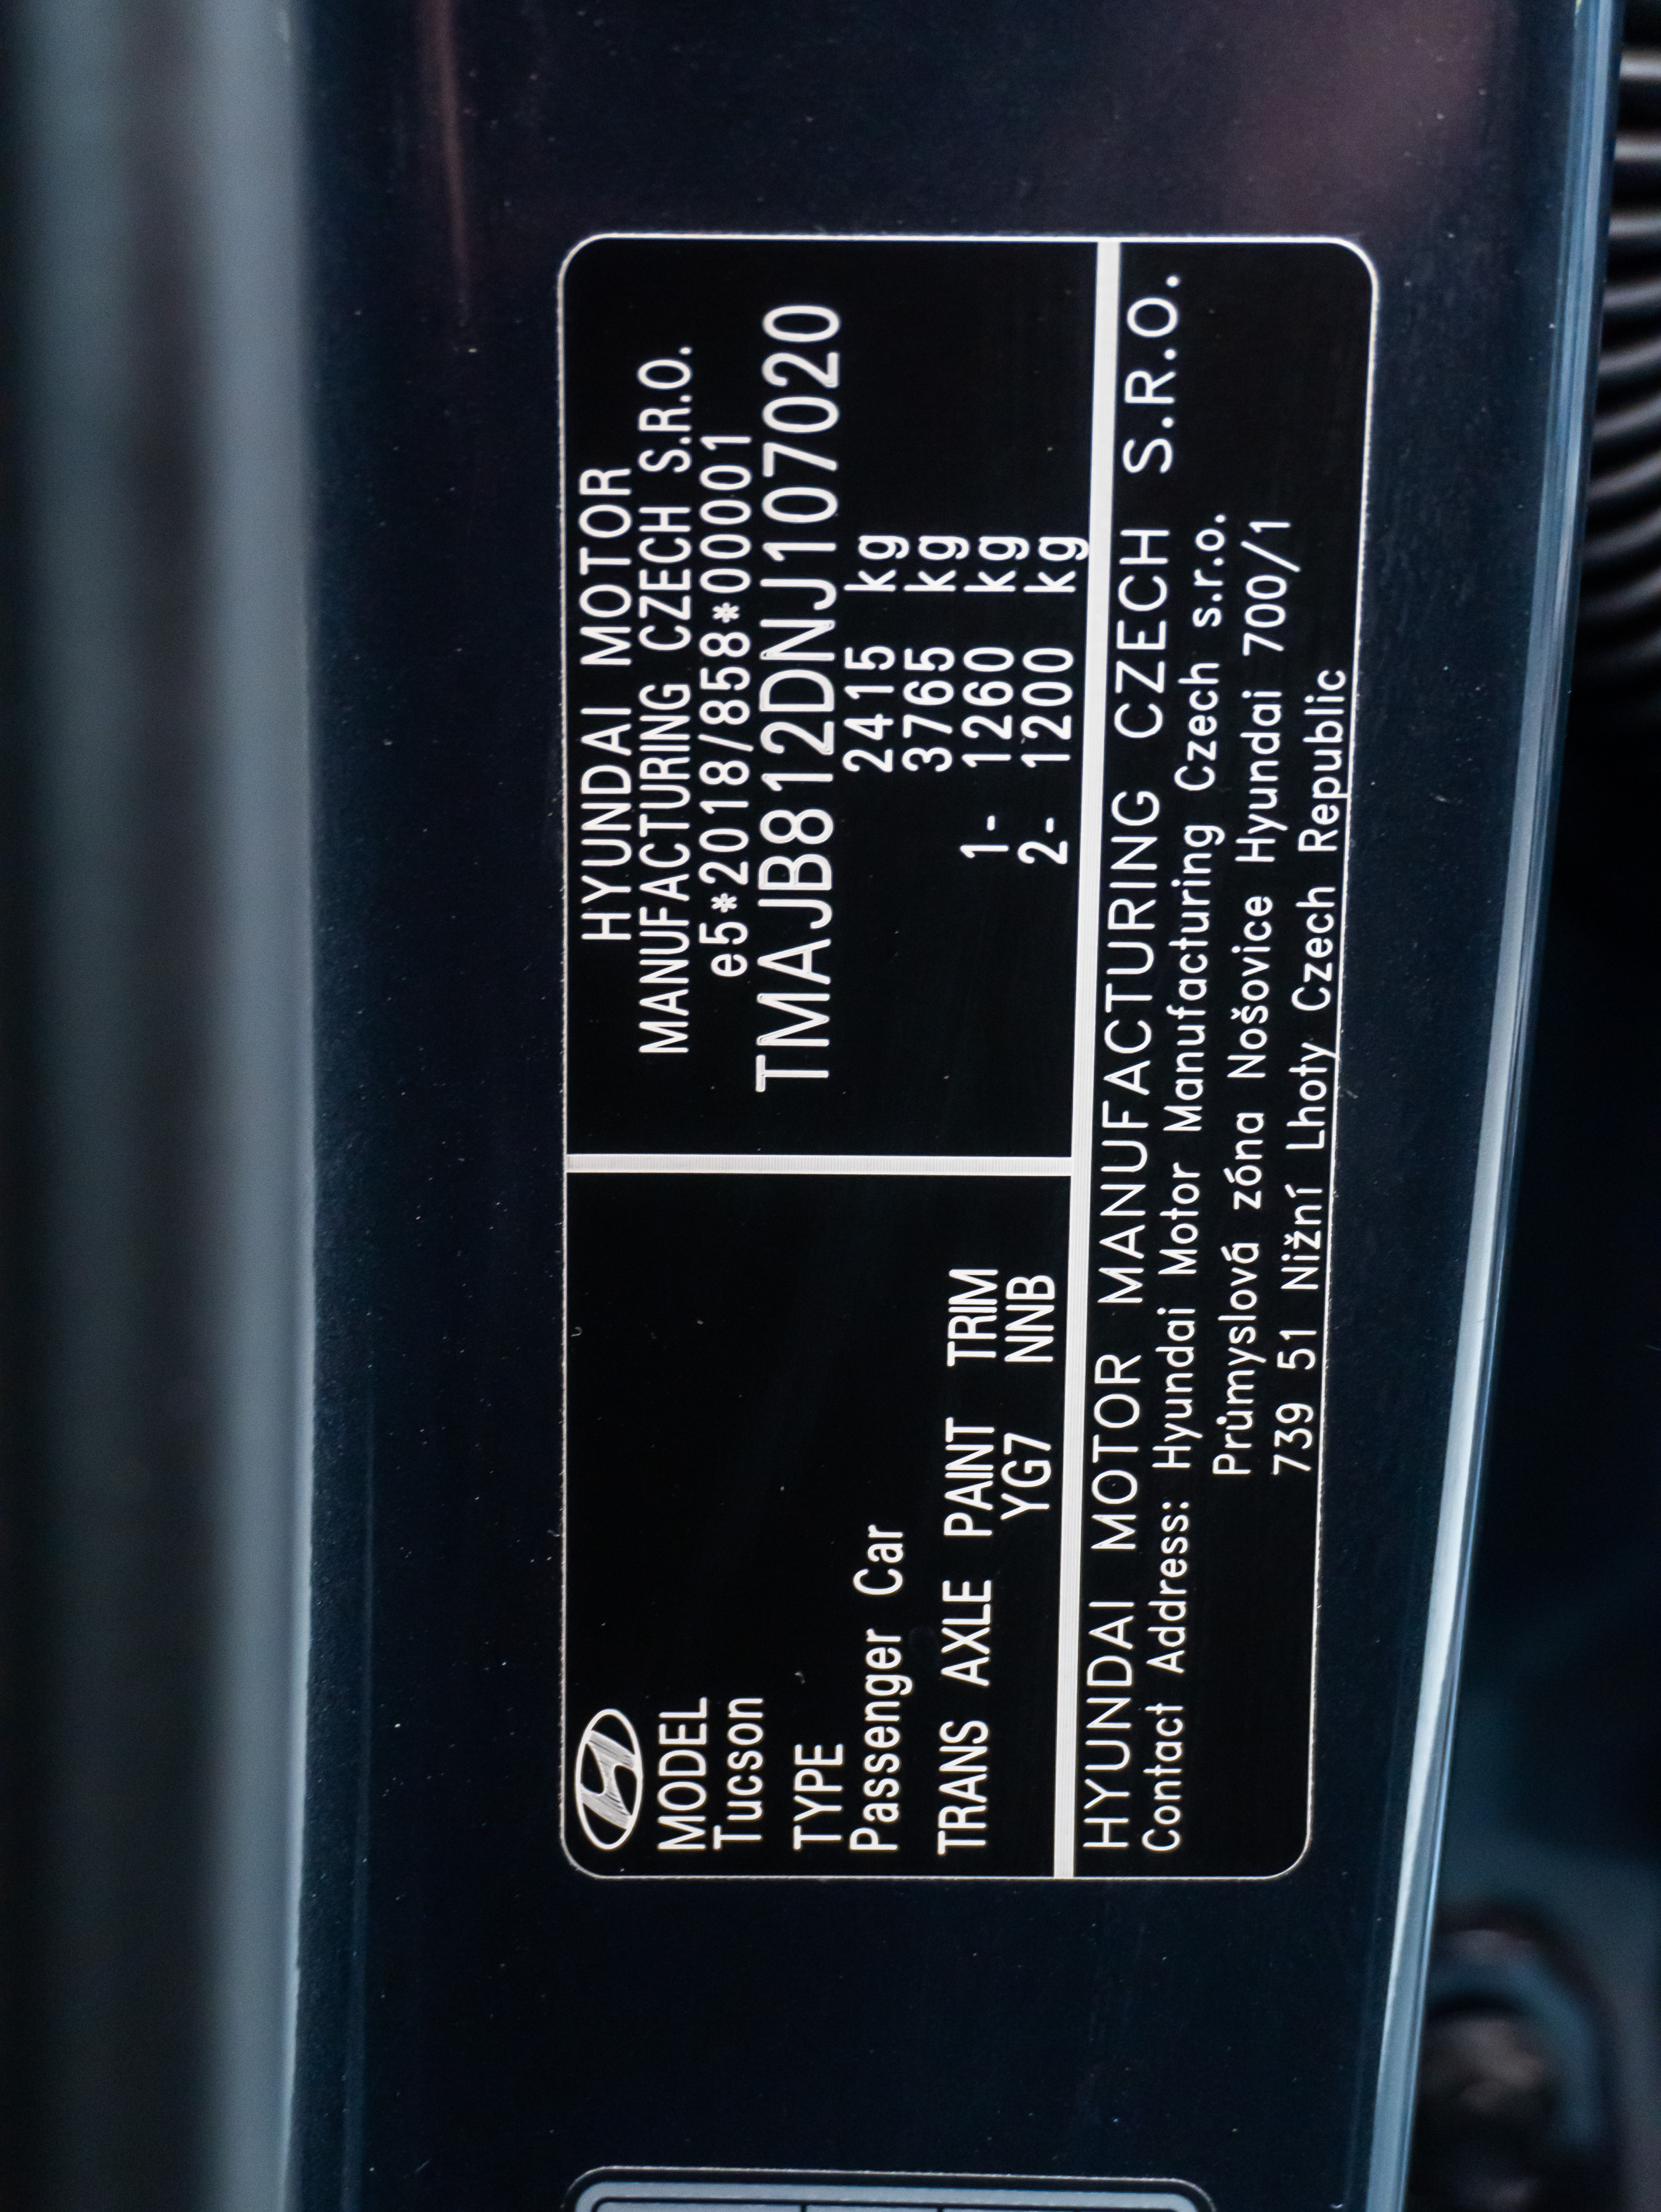 MODEL
Tucson
TYPE
Passenger Car
TRANS AXLE PAINT TRIM
YG7 NNB
HYUNDAI MOTOR
MANUFACTURING CZECH S.R.O.
e5*2018/858*00001
TMAJB812DNJ107020
2415 kg
3765 kg
1- 1260 kg
2- 1200 kg
HYUNDAI MOTOR MANUFACTURING CZECH S.R.O.
Contact Address: Hyundai Motor Manufacturing Czech s.r.o.
Průmyslová zóna Nošovice Hyundai 700/1
739 51 Nižní Lhoty Czech Republic